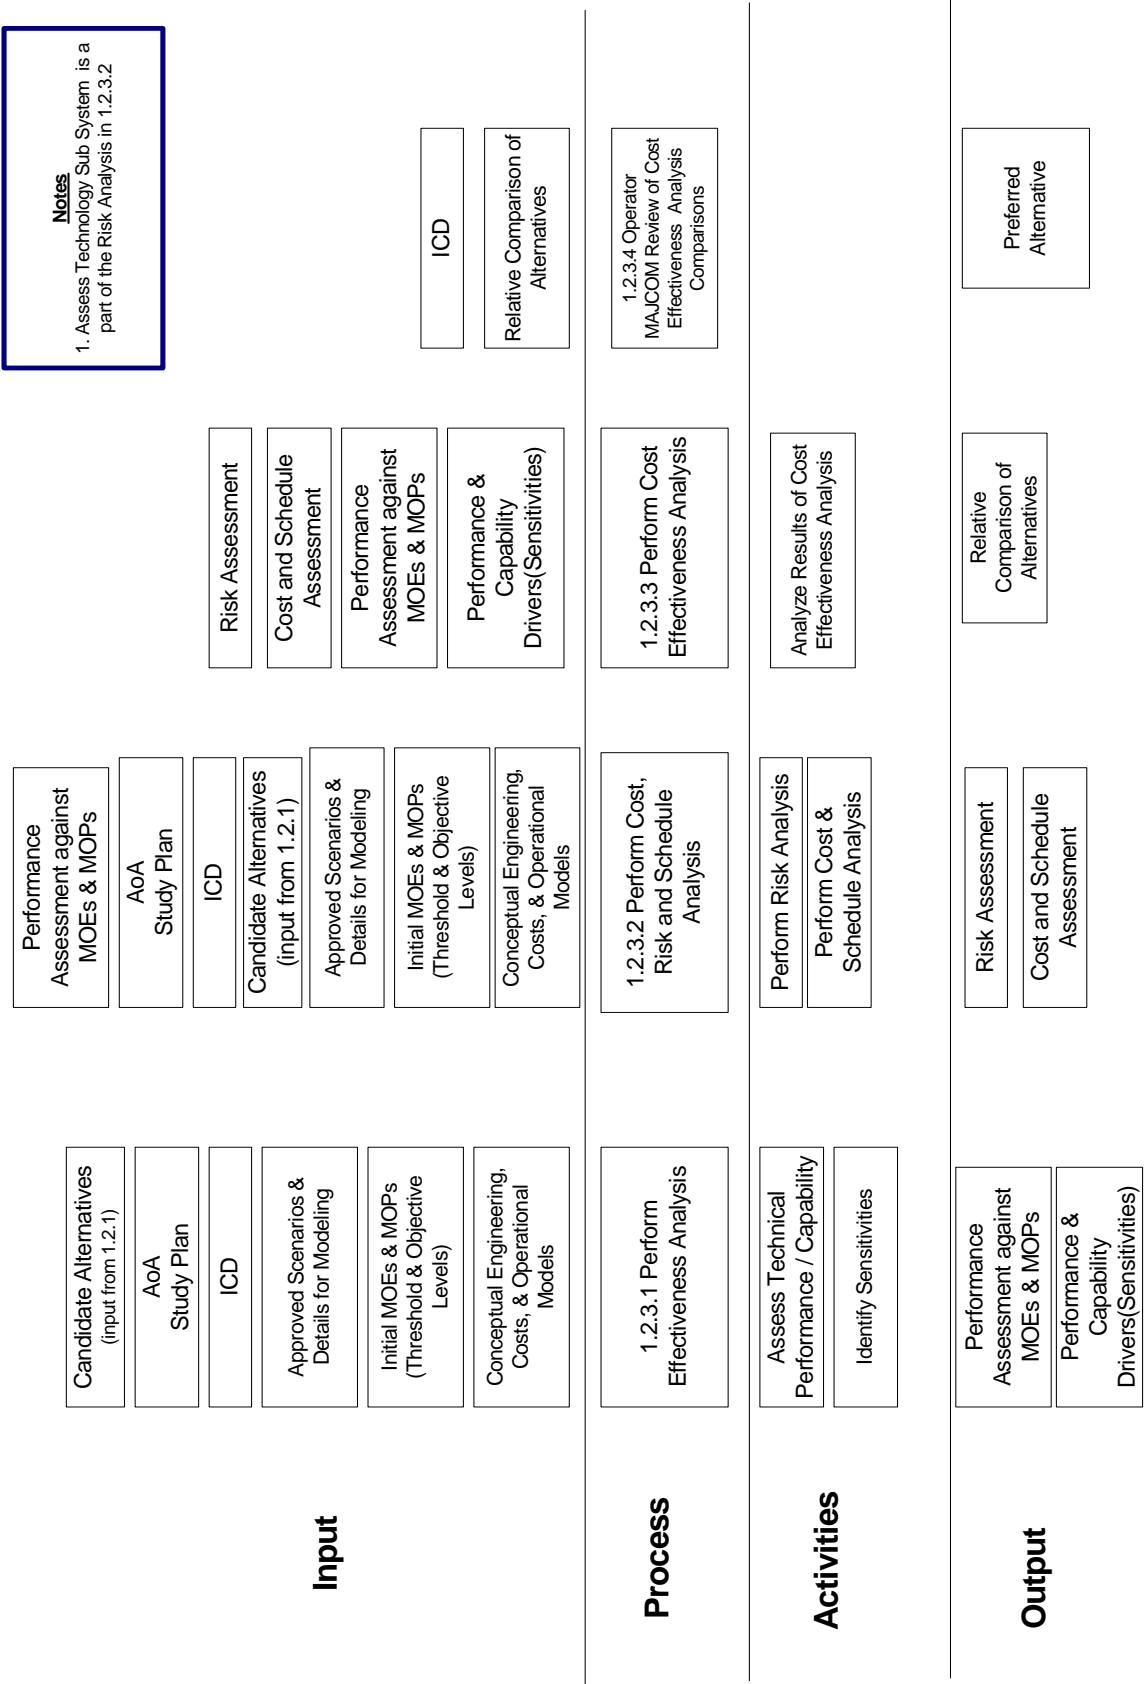 Notes
1. Assess Technology Sub System is a
part of the Risk Analysis in 1.2.3.2
Input
Candidate Alternatives
(input from 1.2.1)
AoA
Study Plan
ICD
Approved Scenarios &
Details for Modeling
Initial MOEs & MOPs
(Threshold & Objective
Levels)
Conceptual Engineering,
Costs, & Operational
Models
Performance
Assessment against
MOEs & MOPs
AoA
Study Plan
ICD
Candidate Alternatives
(input from 1.2.1)
Approved Scenarios &
Details for Modeling
Initial MOEs & MOPs
(Threshold & Objective
Levels)
Conceptual Engineering,
Costs, & Operational
Models
Risk Assessment
Cost and Schedule
Assessment
Performance
Assessment against
MOEs & MOPs
Performance &
Capability
Drivers(Sensitivities)
ICD
Relative Comparison of
Alternatives
Process
1.2.3.1 Perform
Effectiveness Analysis
1.2.3.2 Perform Cost,
Risk and Schedule
Analysis
1.2.3.3 Perform Cost
Effectiveness Analysis
1.2.3.4 Operator
MAJCOM Review of Cost
Effectiveness Analysis
Comparisons
Activities
Assess Technical
Performance / Capability
Identify Sensitivities
Perform Risk Analysis
Perform Cost &
Schedule Analysis
Analyze Results of Cost
Effectiveness Analysis
Output
Performance
Assessment against
MOEs & MOPs
Performance &
Capability
Drivers(Sensitivities)
Risk Assessment
Cost and Schedule
Assessment
Relative
Comparison of
Alternatives
Preferred
Alternative